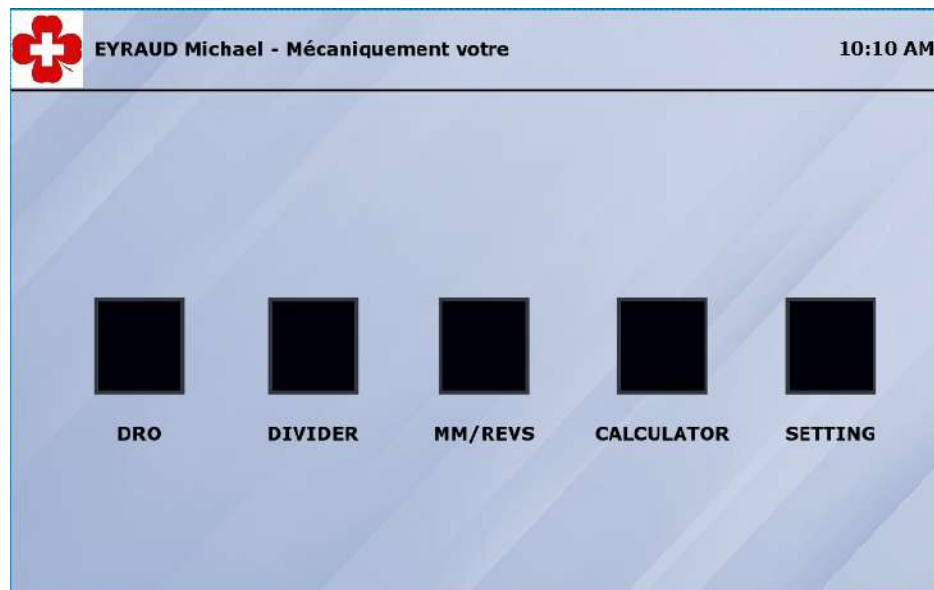 EYRAUD Michael - Mécaniquement votre
10:10 AM
DRO
DIVIDER
MM/REVS
CALCULATOR
SETTING